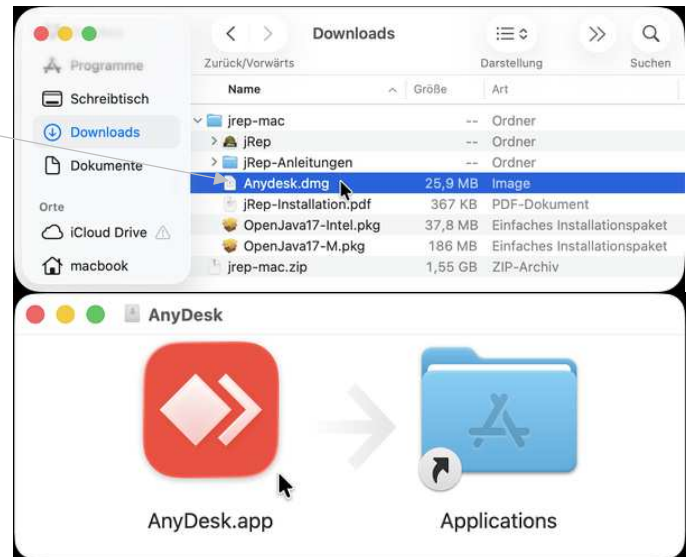 Downloads
Programme
Zurück/Vorwärts
Darstellung
Suchen
Name
Größe
Art
Schreibtisch
Downloads
Dokumente
Orte
iCloud Drive
macbook
jrep-mac -- Ordner
jRep -- Ordner
jRep-Anleitungen -- Ordner
Anydesk.dmg 25,9 MB Image
jRep-Installation.pdf 367 KB PDF-Dokument
OpenJava17-Intel.pkg 37,8 MB Einfaches Installationspaket
OpenJava17-M.pkg 186 MB Einfaches Installationspaket
jrep-mac.zip 1,55 GB ZIP-Archiv
AnyDesk
AnyDesk.app
Applications